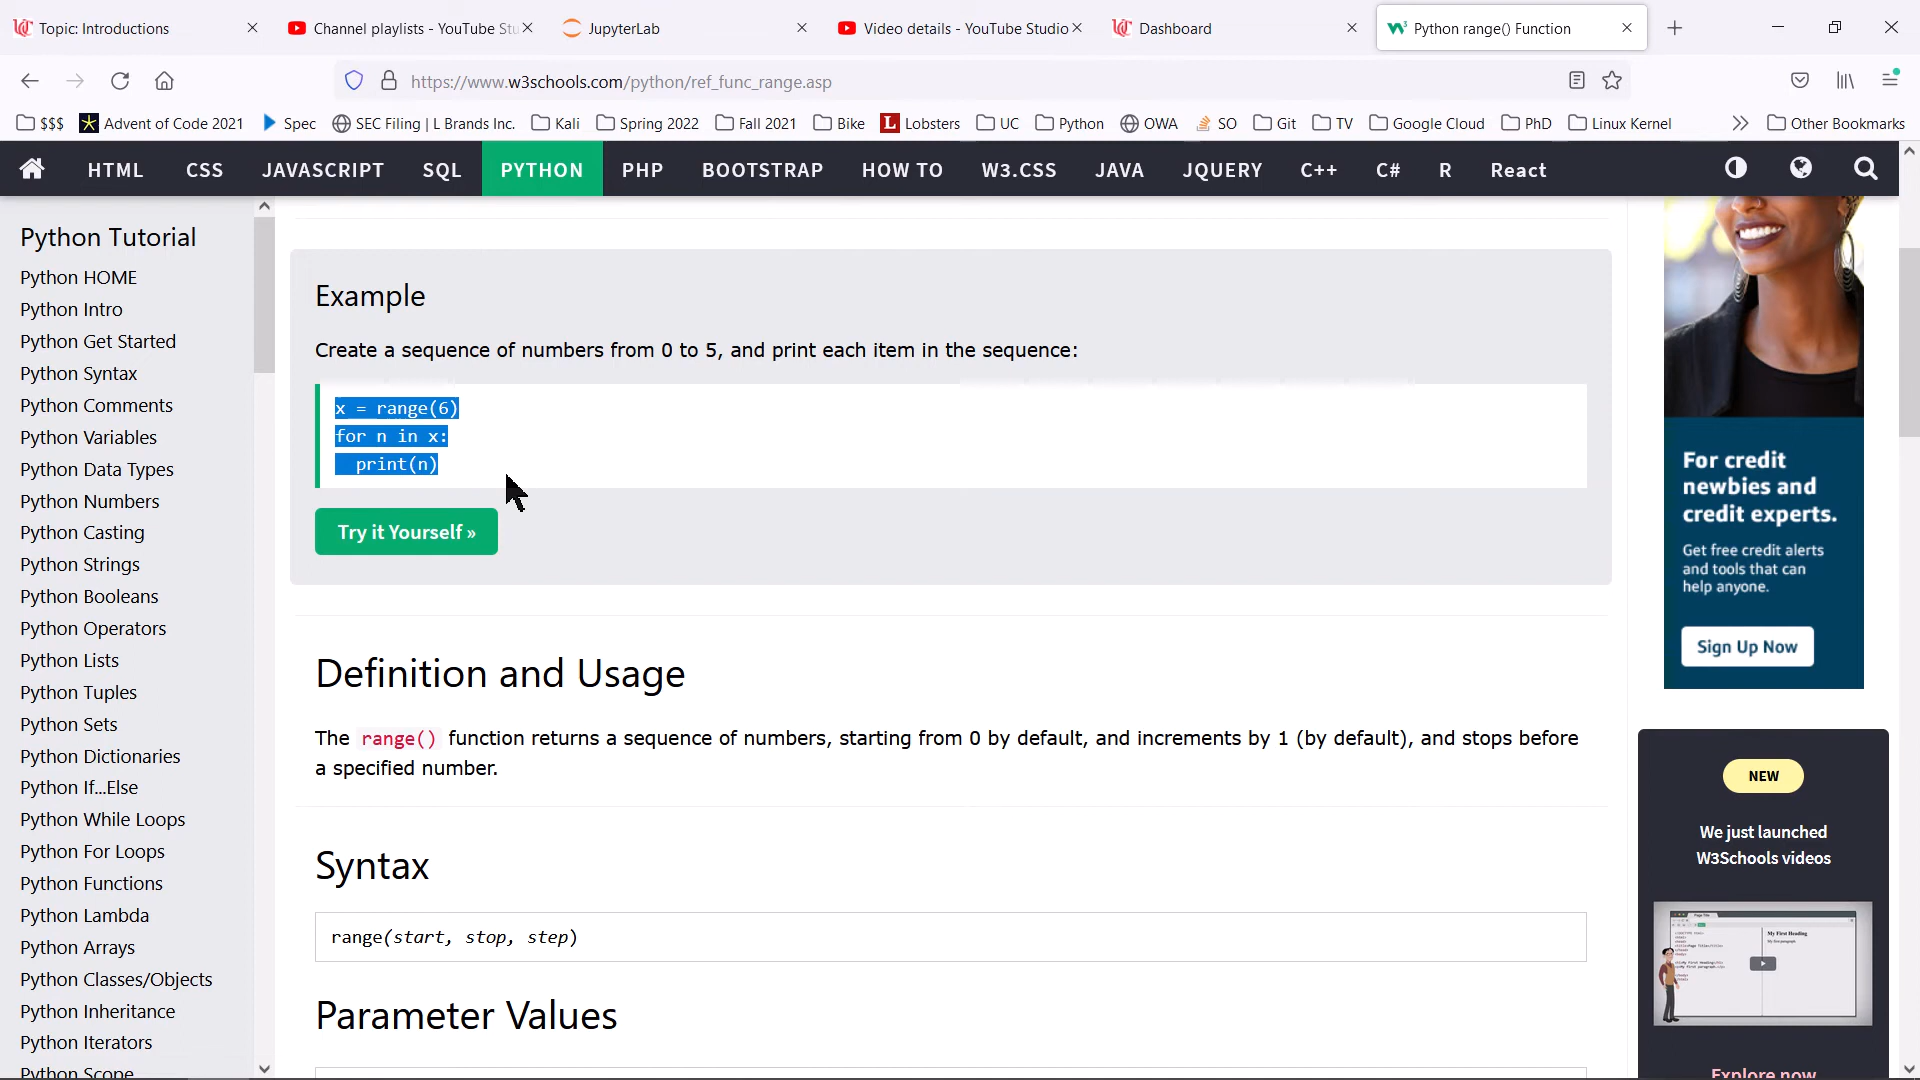 Topic: Introductions
Channel playlists - YouTube Stu
JupyterLab
Video details - YouTube Studio
Dashboard
Python range() Function
https://www.w3schools.com/python/ref_func_range.asp
$$$
Advent of Code 2021
Spec
SEC Filing | L Brands Inc.
Kali
Spring 2022
Fall 2021
Bike
Lobsters
UC
Python
OWA
SO
Git
TV
Google Cloud
PhD
Linux Kernel
Other Bookmarks
HTML
CSS
JAVASCRIPT
SQL
PYTHON
PHP
BOOTSTRAP
HOW TO
W3.CSS
JAVA
JQUERY
C++
C#
R
React
Python Tutorial
Python HOME
Python Intro
Python Get Started
Python Syntax
Python Comments
Python Variables
Python Data Types
Python Numbers
Python Casting
Python Strings
Python Booleans
Python Operators
Python Lists
Python Tuples
Python Sets
Python Dictionaries
Python If...Else
Python While Loops
Python For Loops
Python Functions
Python Lambda
Python Arrays
Python Classes/Objects
Python Inheritance
Python Iterators
Python Scope
Example
Create a sequence of numbers from 0 to 5, and print each item in the sequence:
x = range(6)
for n in x:
  print(n)
Try it Yourself »
Definition and Usage
The range() function returns a sequence of numbers, starting from 0 by default, and increments by 1 (by default), and stops before
a specified number.
Syntax
range(start, stop, step)
Parameter Values
For credit
newbies and
credit experts.
Get free credit alerts
and tools that can
help anyone.
Sign Up Now
NEW
We just launched
W3Schools videos
My First Heading
Explore now